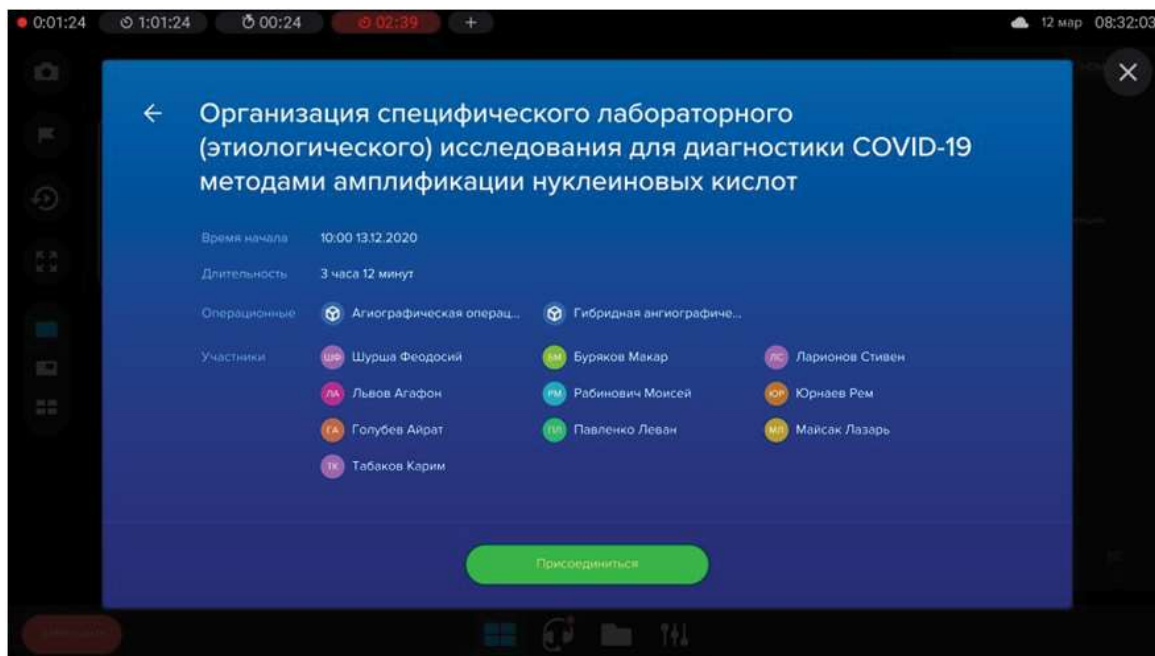 0:01:24 1:01:24 00:24 02:39 + 12 мар 08:32:03
Организация специфического лабораторного
(этиологического) исследования для диагностики COVID-19
методами амплификации нуклеиновых кислот
Время начала 10:00 13.12.2020
Длительность 3 часа 12 минут
Операционные Агиографическая операц... Гибридная ангиографиче...
Участники ШФ Шурша Феодосий БМ Буряков Макар ЛС Ларионов Стивен
ЛА Львов Агафон РМ Рабинович Моисей ЮР Юрнаев Рем
ГА Голубев Айрат ПЛ Павленко Леван МЛ Майсак Лазарь
ТК Табаков Карим
Присоединиться